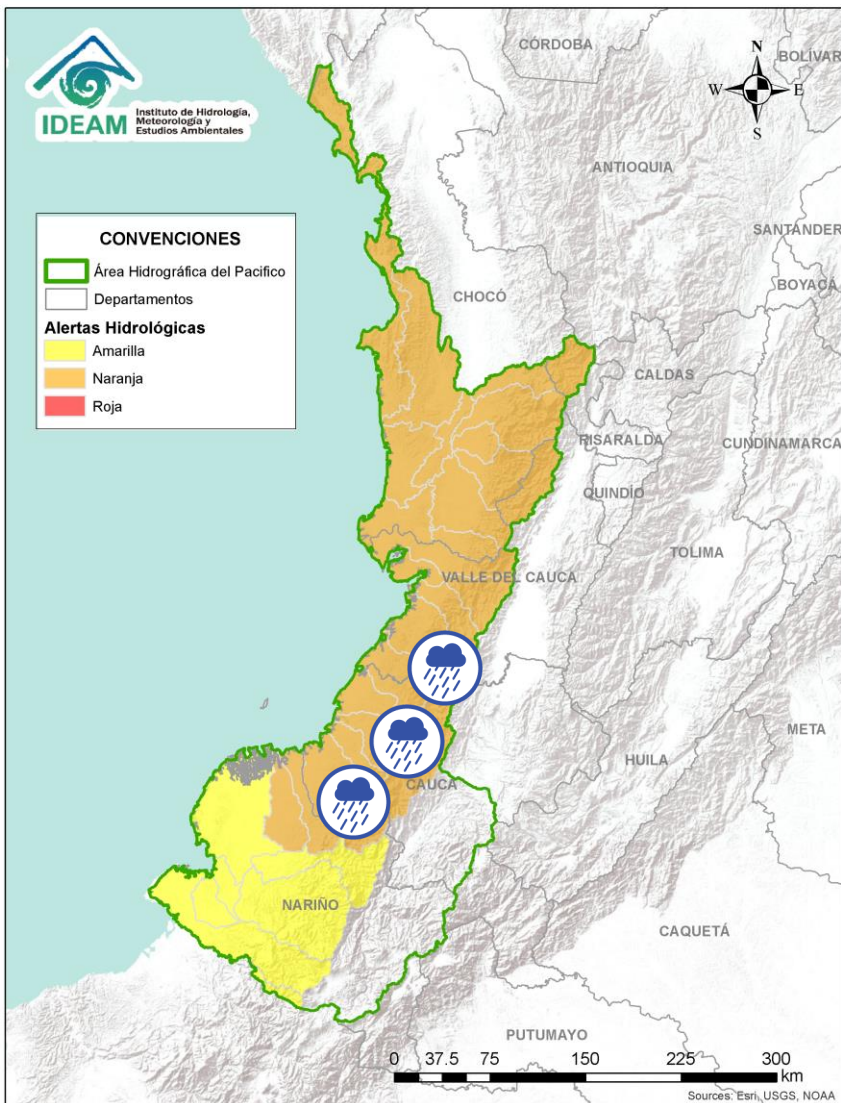 IDEAM
Instituto de Hidrología,
Meteorología y
Estudios Ambientales
CÓRDOBA
BOLÍVAR
N
W
E
S
ANTIOQUIA
SANTANDER
BOYACÁ
CONVENCIONES
Área Hidrográfica del Pacifico
Departamentos
Alertas Hidrológicas
Amarilla
Naranja
Roja
CHOCÓ
CALDAS
RISARALDA
CUNDINAMARCA
QUINDÍO
TOLIMA
VALLE DEL CAUCA
META
HUILA
CAUCA
NARIÑO
CAQUETÁ
PUTUMAYO
0 37.5 75 150 225 300
km
Sources: Esri, USGS, NOAA